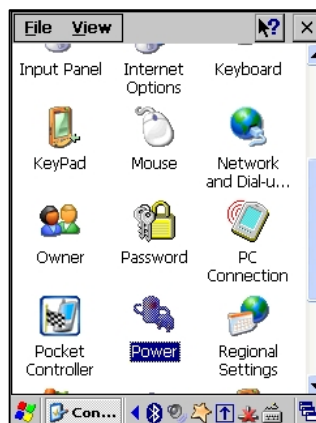 File View
Input Panel
Internet
Options
Keyboard
KeyPad
Mouse
Network
and Dial-u...
Owner
Password
PC
Connection
Pocket
Controller
Power
Regional
Settings
Con...